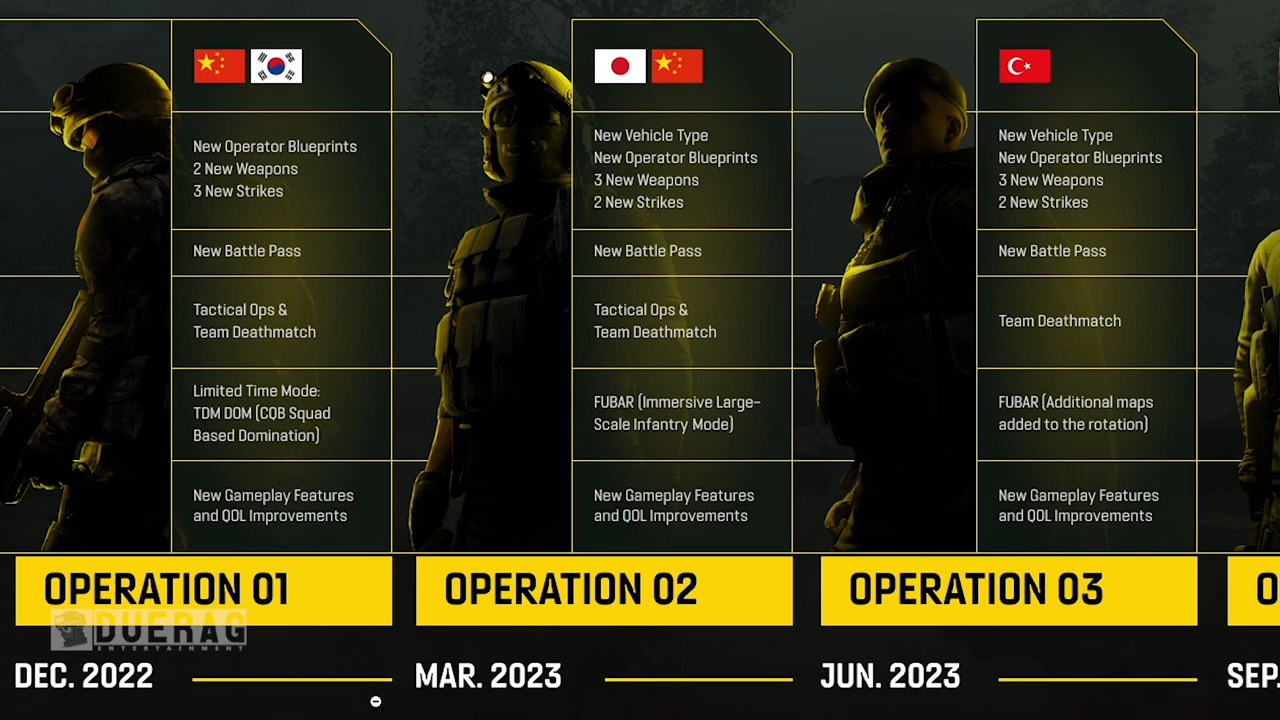 New Operator Blueprints
2 New Weapons
3 New Strikes
New Battle Pass
Tactical Ops &
Team Deathmatch
Limited Time Mode:
TDM DOM (CQB Squad
Based Domination)
New Gameplay Features
and QOL Improvements
OPERATION 01
DEC. 2022
New Vehicle Type
New Operator Blueprints
3 New Weapons
2 New Strikes
New Battle Pass
Tactical Ops &
Team Deathmatch
FUBAR (Immersive Large-
Scale Infantry Mode)
New Gameplay Features
and QOL Improvements
OPERATION 02
MAR. 2023
New Vehicle Type
New Operator Blueprints
3 New Weapons
2 New Strikes
New Battle Pass
Team Deathmatch
FUBAR (Additional maps
added to the rotation)
New Gameplay Features
and QOL Improvements
OPERATION 03
JUN. 2023
O
SEP.
DUERAG
ENTERTAINMENT